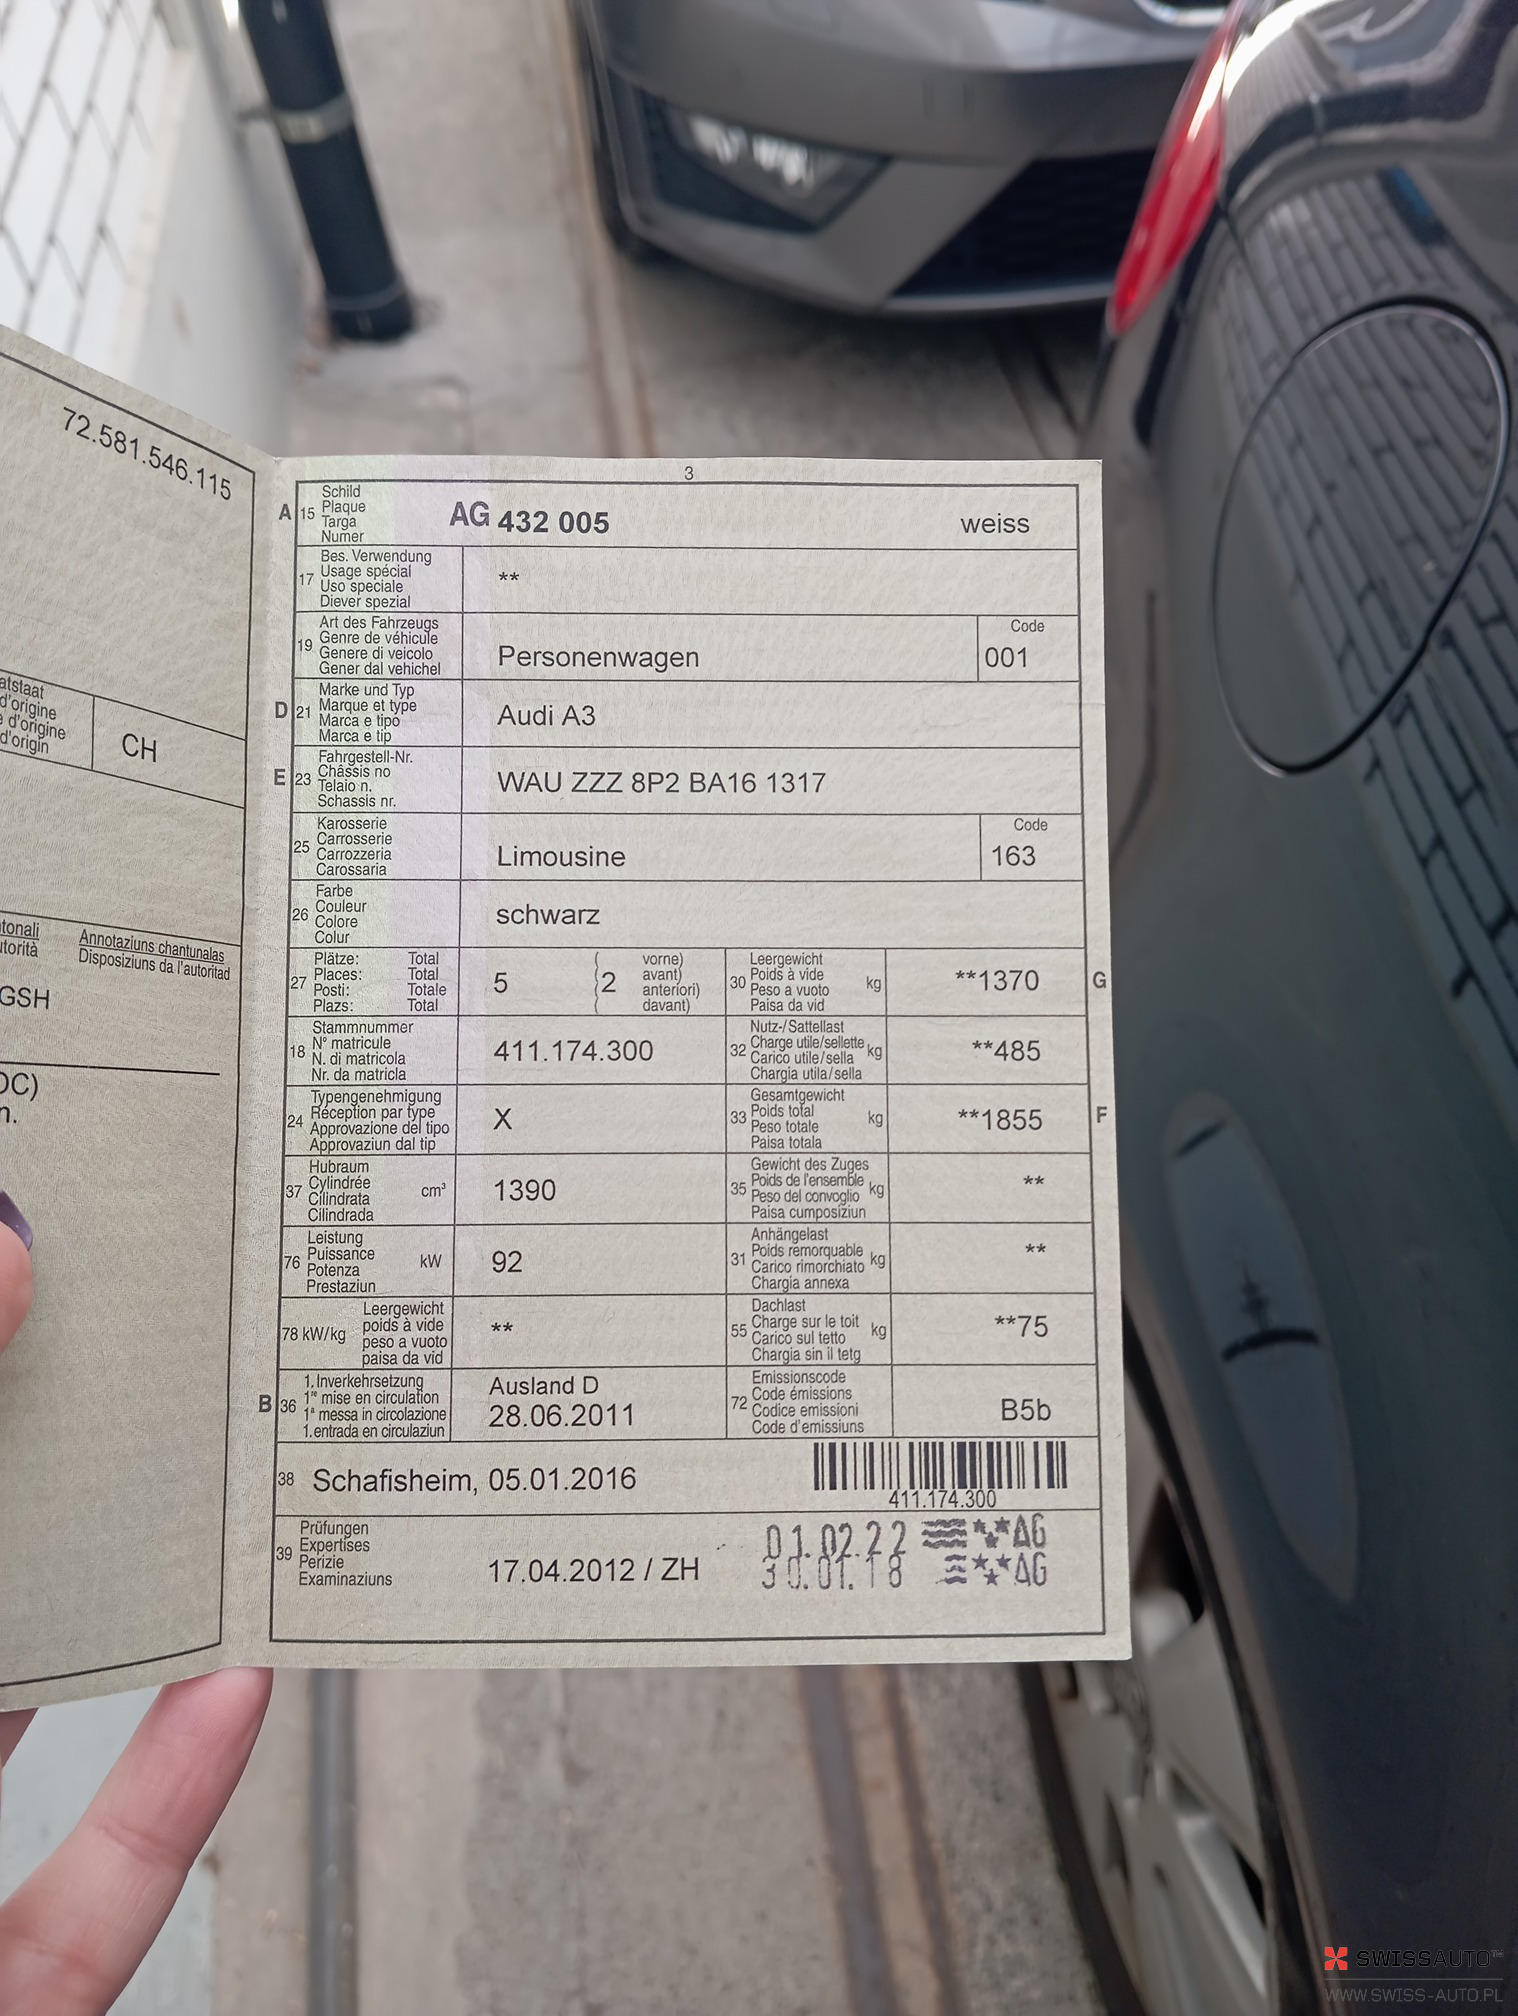 72.581.546.115
CH
Annotaziuns chantunalas
Disposiziuns da l'autoritad
GSH
3
A 15 Schild
Plaque
Targa
Numer
AG 432 005 weiss
17 Bes. Verwendung
Usage spécial
Uso speciale
Diever spezial
**
19 Art des Fahrzeugs
Genre de véhicule
Genere di veicolo
Gener dal vehichel
Personenwagen
Code
001
D 21 Marke und Typ
Marque et type
Marca e tipo
Marca e tip
Audi A3
E 23 Fahrgestell-Nr.
Châssis no
Telaio n.
Schassis nr.
WAU ZZZ 8P2 BA16 1317
25 Karosserie
Carrosserie
Carrozzeria
Carossaria
Limousine
Code
163
26 Farbe
Couleur
Colore
Colur
schwarz
27 Plätze: Total
Places: Total
Posti: Totale
Plazs: Total
5
( vorne)
( 2 avant)
( anteriori)
( davant)
30 Leergewicht
Poids à vide
Peso a vuoto
Paisa da vid
kg
**1370 G
18 Stammnummer
N° matricule
N. di matricola
Nr. da matricla
411.174.300
32 Nutz-/Sattellast
Charge utile/sellette
Carico utile/sella
Chargia utila/sella
kg
**485
24 Typengenehmigung
Réception par type
Approvazione del tipo
Approvaziun dal tip
X
33 Gesamtgewicht
Poids total
Peso totale
Paisa totala
kg
**1855 F
37 Hubraum
Cylindrée
Cilindrata
Cilindrada
cm³
1390
35 Gewicht des Zuges
Poids de l'ensemble
Peso del convoglio
Paisa cumposiziun
kg
**
76 Leistung
Puissance
Potenza
Prestaziun
kW
92
31 Anhängelast
Poids remorquable
Carico rimorchiato
Chargia annexa
kg
**
78 kW/kg
Leergewicht
poids à vide
peso a vuoto
paisa da vid
**
55 Dachlast
Charge sur le toit
Carico sul tetto
Chargia sin il tetg
kg
**75
B 36 1. Inverkehrsetzung
1re mise en circulation
1a messa in circolazione
1. entrada en circulaziun
Ausland D
28.06.2011
72 Emissionscode
Code émissions
Codice emissioni
Code d'emissiuns
B5b
38 Schafisheim, 05.01.2016
411.174.300
39 Prüfungen
Expertises
Perizie
Examinaziuns
17.04.2012 / ZH
01.02.22 AG
30.01.18 AG
SWISSAUTO™
WWW.SWISS-AUTO.PL